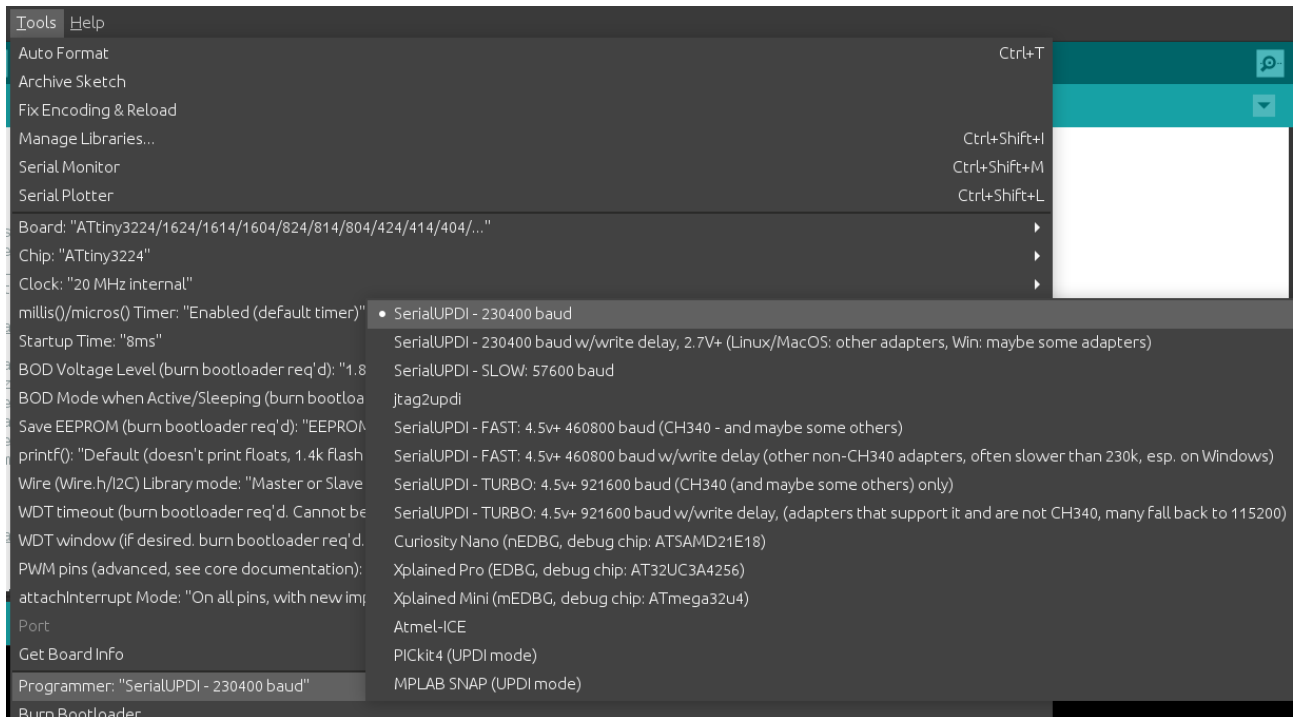 Tools Help
Auto Format Ctrl+T
Archive Sketch
Fix Encoding & Reload
Manage Libraries... Ctrl+Shift+I
Serial Monitor Ctrl+Shift+M
Serial Plotter Ctrl+Shift+L
Board: "ATtiny3224/1624/1614/1604/824/814/804/424/414/404/..."
Chip: "ATtiny3224"
Clock: "20 MHz internal"
millis()/micros() Timer: "Enabled (default timer)"
Startup Time: "8ms"
BOD Voltage Level (burn bootloader req'd): "1.8
BOD Mode when Active/Sleeping (burn bootloa
Save EEPROM (burn bootloader req'd): "EEPROM
printf(): "Default (doesn't print floats, 1.4k flash
Wire (Wire.h/I2C) Library mode: "Master or Slave
WDT timeout (burn bootloader req'd. Cannot be
WDT window (if desired. burn bootloader req'd.
PWM pins (advanced, see core documentation):
attachInterrupt Mode: "On all pins, with new imp
Port
Get Board Info
Programmer: "SerialUPDI - 230400 baud"
Burn Bootloader
SerialUPDI - 230400 baud
SerialUPDI - 230400 baud w/write delay, 2.7V+ (Linux/MacOS: other adapters, Win: maybe some adapters)
SerialUPDI - SLOW: 57600 baud
jtag2updi
SerialUPDI - FAST: 4.5v+ 460800 baud (CH340 - and maybe some others)
SerialUPDI - FAST: 4.5v+ 460800 baud w/write delay (other non-CH340 adapters, often slower than 230k, esp. on Windows)
SerialUPDI - TURBO: 4.5v+ 921600 baud (CH340 (and maybe some others) only)
SerialUPDI - TURBO: 4.5v+ 921600 baud w/write delay, (adapters that support it and are not CH340, many fall back to 115200)
Curiosity Nano (nEDBG, debug chip: ATSAMD21E18)
Xplained Pro (EDBG, debug chip: AT32UC3A4256)
Xplained Mini (mEDBG, debug chip: ATmega32u4)
Atmel-ICE
PICkit4 (UPDI mode)
MPLAB SNAP (UPDI mode)